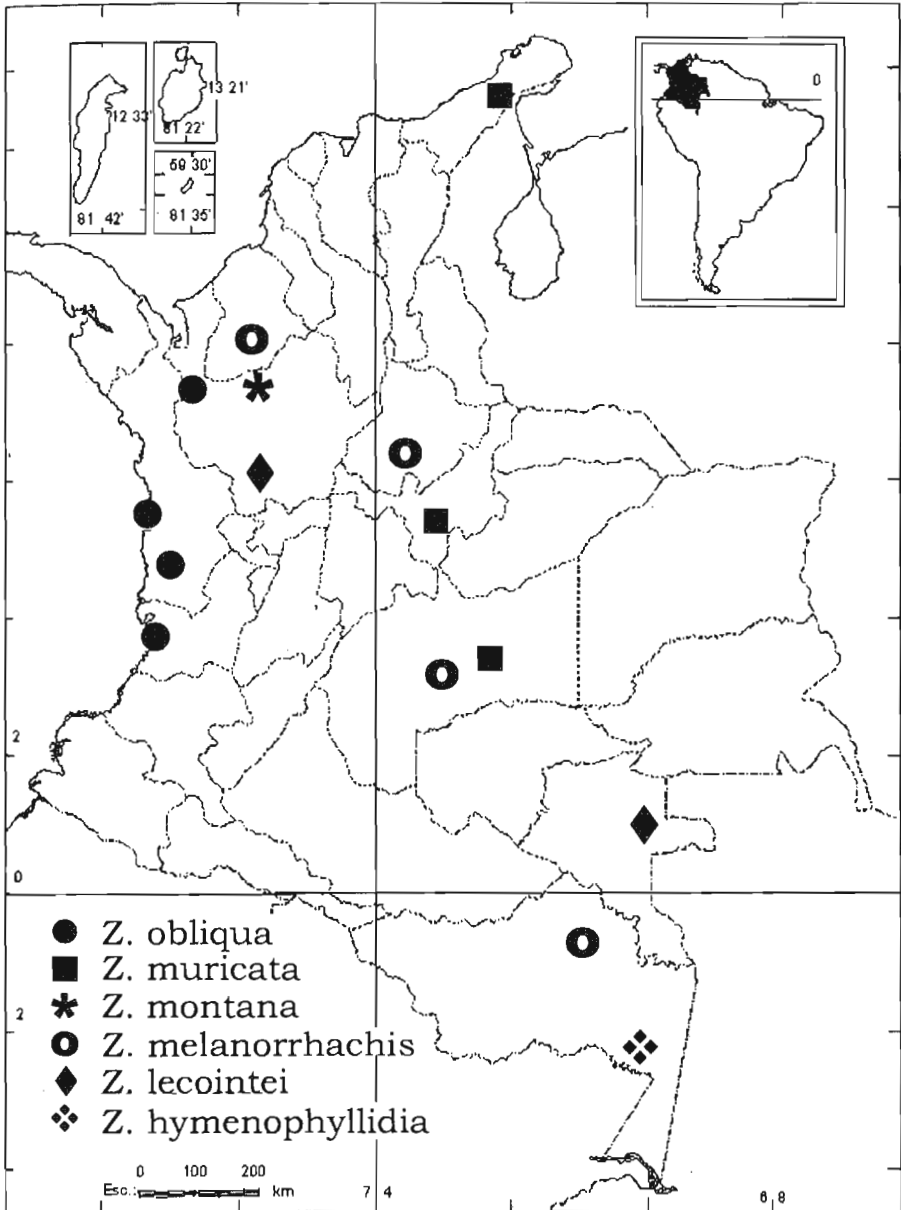 13 21'
12 33'
81 22'
59 30'
81 42'
81 35'
0
2
0
Z. obliqua
Z. muricata
2
Z. montana
Z. melanorrhachis
Z. lecointei
Z. hymenophyllidia
0 100 200
Esc.: km
7 4
6 8